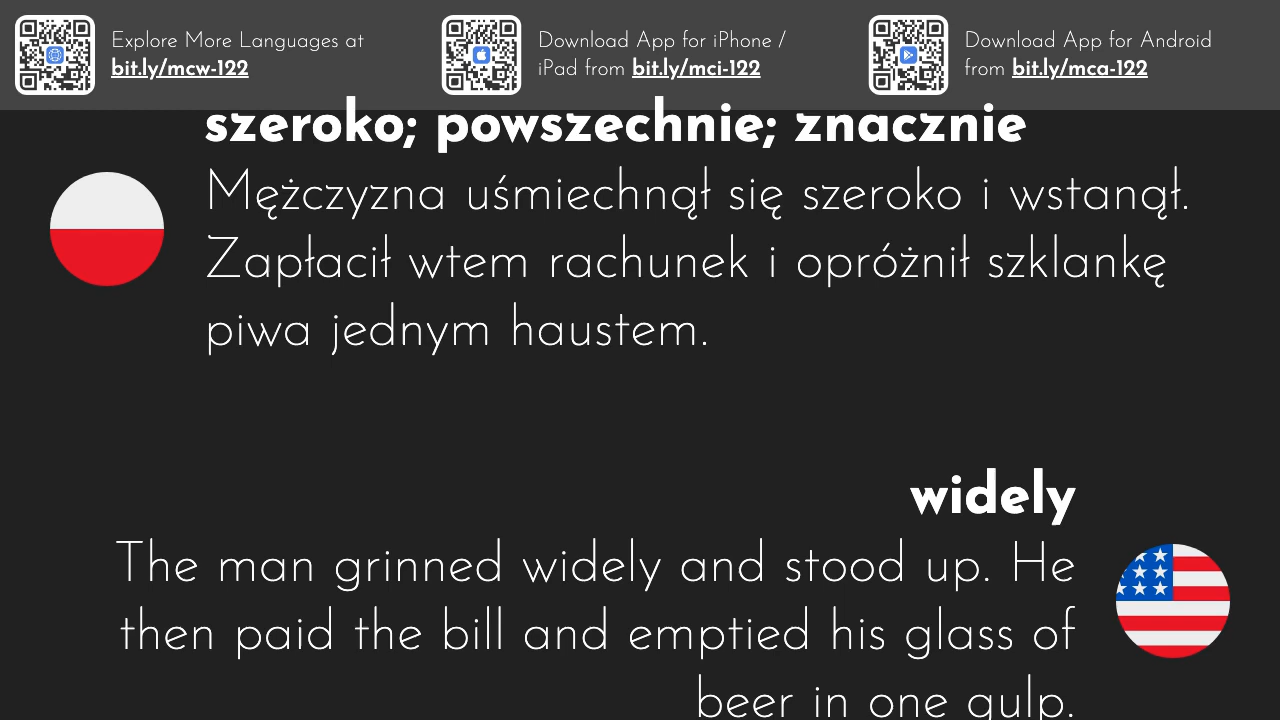 Explore More Languages at
bit.ly/mcw-122
Download App for iPhone /
iPad from bit.ly/mci-122
Download App for Android
from bit.ly/mca-122
szeroko; powszechnie; znacznie
Mężczyzna uśmiechnął się szeroko i wstanął.
Zapłacił wtem rachunek i opróżnił szklankę
piwa jednym haustem.
widely
The man grinned widely and stood up. He
then paid the bill and emptied his glass of
beer in one gulp.